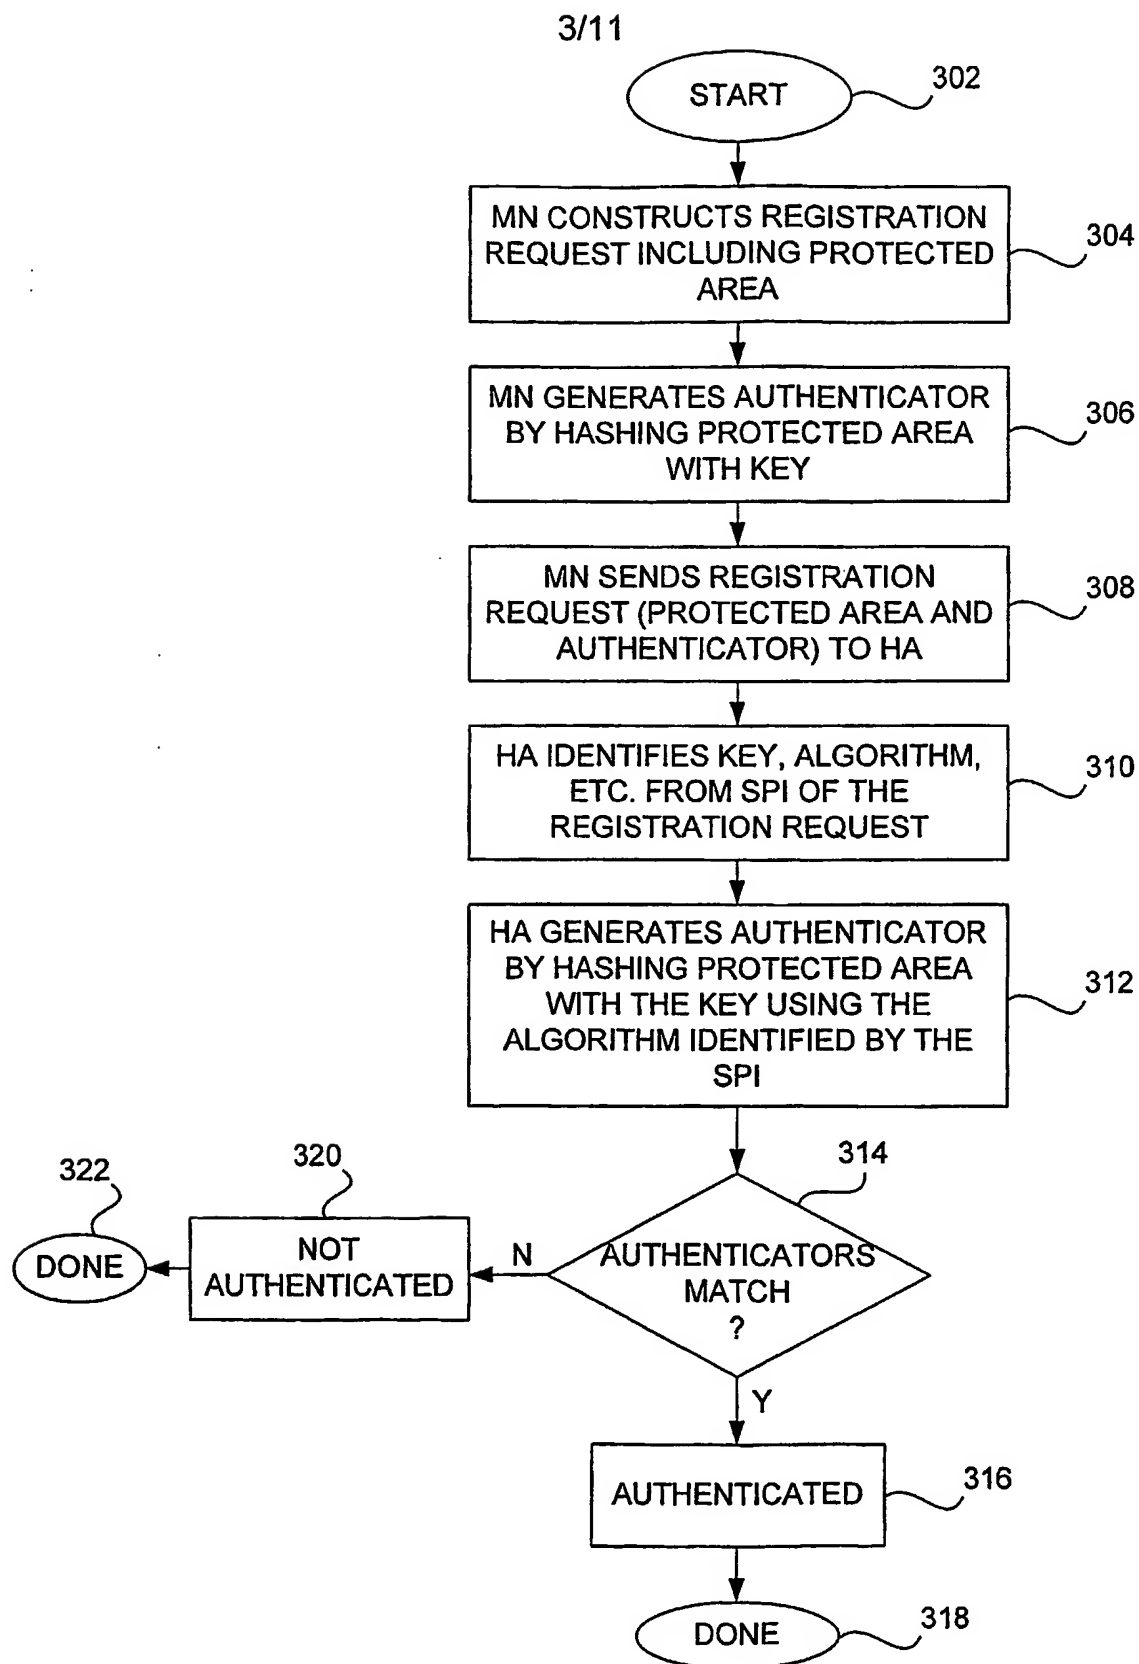 3/11
START
302
MN CONSTRUCTS REGISTRATION
REQUEST INCLUDING PROTECTED
AREA
304
MN GENERATES AUTHENTICATOR
BY HASHING PROTECTED AREA
WITH KEY
306
MN SENDS REGISTRATION
REQUEST (PROTECTED AREA AND
AUTHENTICATOR) TO HA
308
HA IDENTIFIES KEY, ALGORITHM,
ETC. FROM SPI OF THE
REGISTRATION REQUEST
310
HA GENERATES AUTHENTICATOR
BY HASHING PROTECTED AREA
WITH THE KEY USING THE
ALGORITHM IDENTIFIED BY THE
SPI
312
314
AUTHENTICATORS
MATCH
?
N
320
NOT
AUTHENTICATED
322
DONE
Y
AUTHENTICATED
316
DONE
318